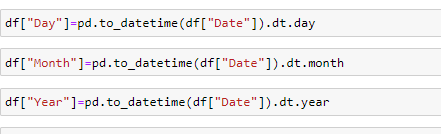 df["Day"]=pd.to_datetime(df["Date"]).dt.day
df["Month"]=pd.to_datetime(df["Date"]).dt.month
df["Year"]=pd.to_datetime(df["Date"]).dt.year